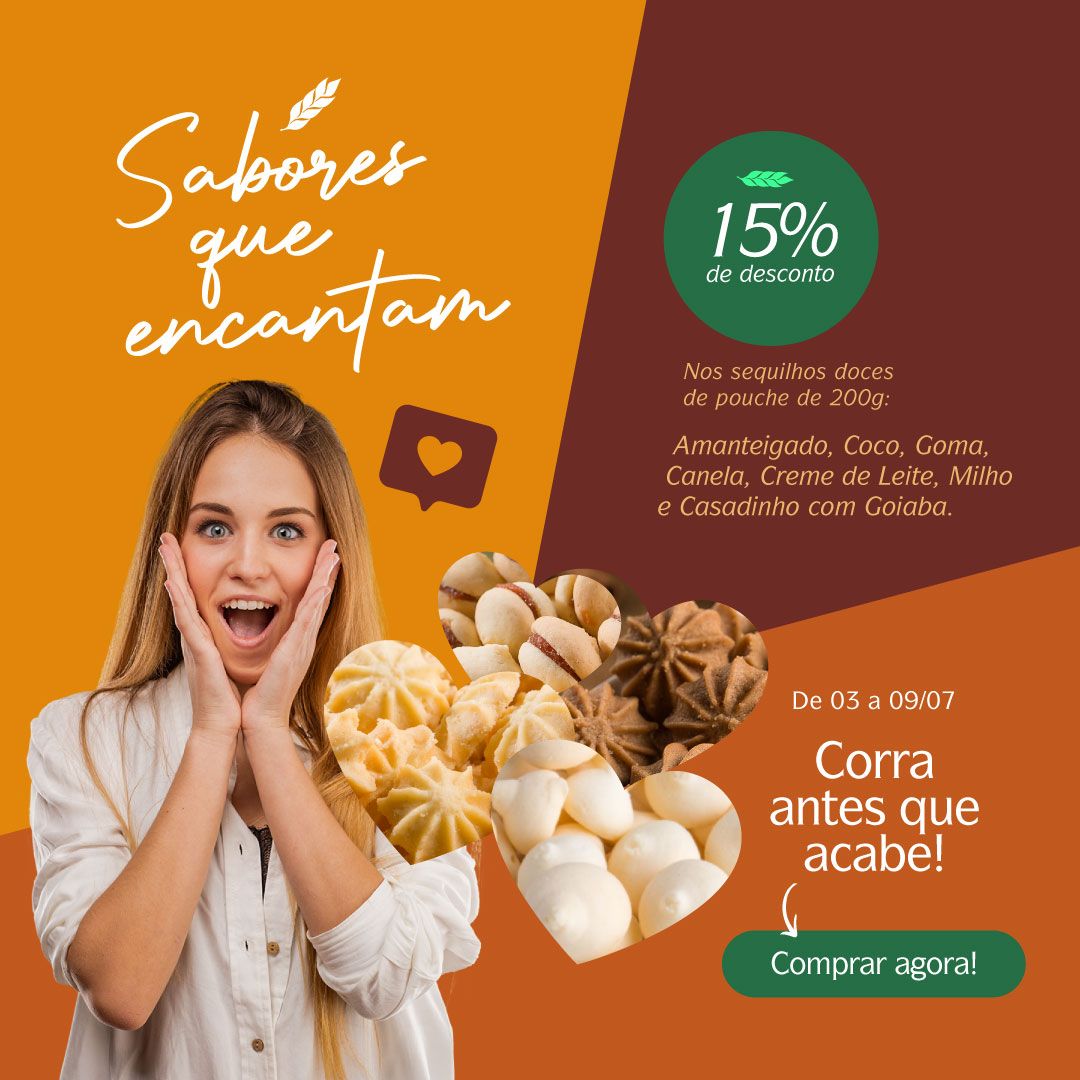 Sabores
que
encantam
15%
de desconto
Nos sequilhos doces
de pouche de 200g:
Amanteigado, Coco, Goma,
Canela, Creme de Leite, Milho
e Casadinho com Goiaba.
De 03 a 09/07
Corra
antes que
acabe!
Comprar agora!